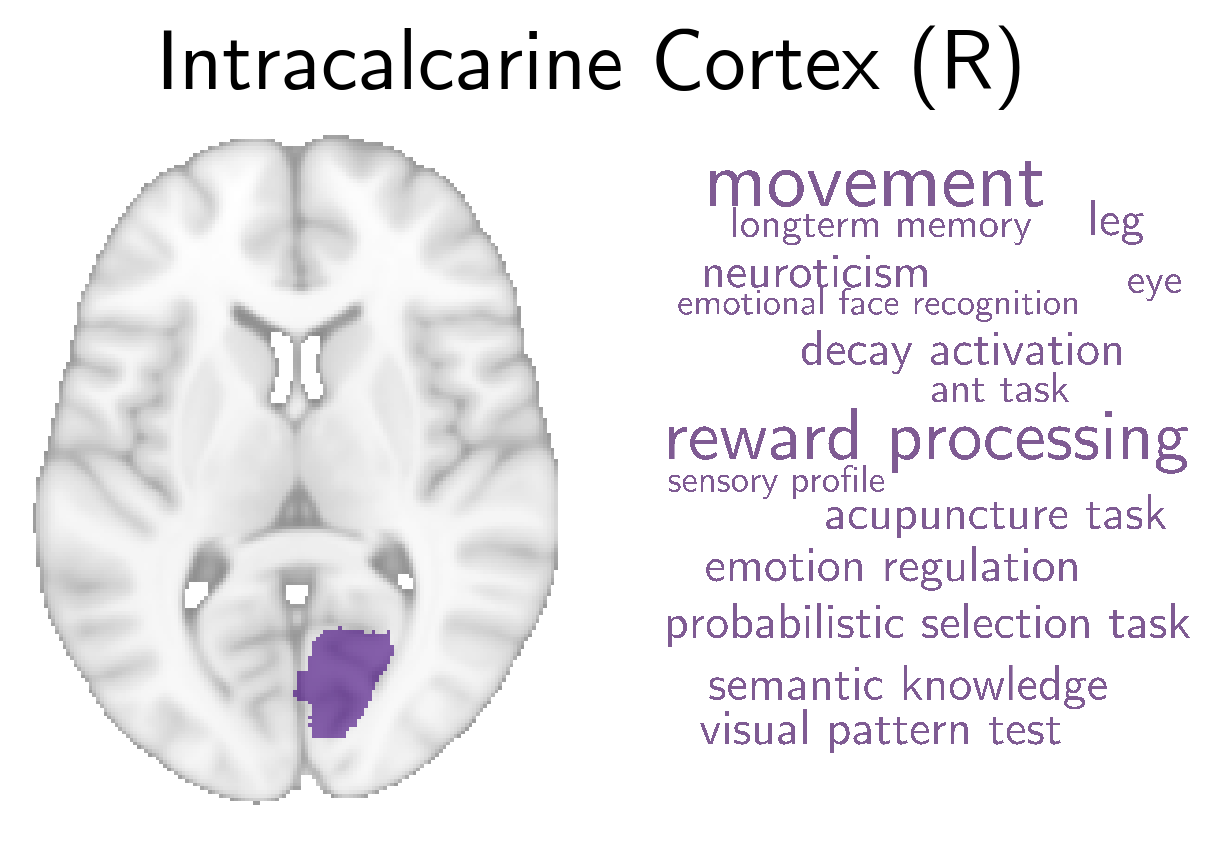 Intracalcarine Cortex (R)
movement
longterm memory
leg
neuroticism
eye
emotional face recognition
decay activation
ant task
reward processing
sensory profile
acupuncture task
emotion regulation
probabilistic selection task
semantic knowledge
visual pattern test